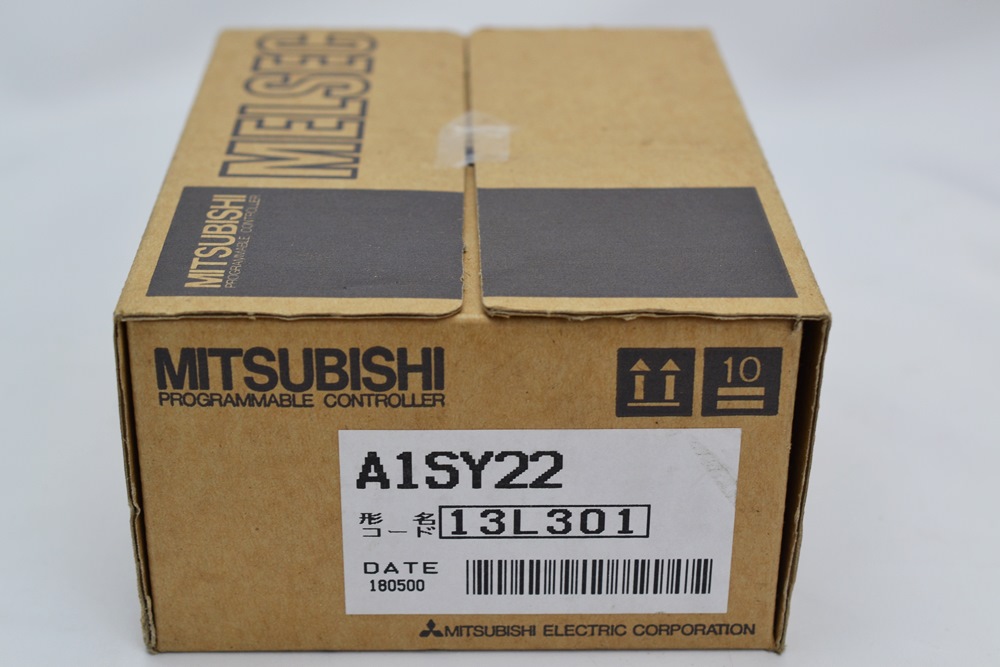 MELSEC
MITSUBISHI
PROGRAMMABLE CONTROLLER
MITSUBISHI
PROGRAMMABLE CONTROLLER
10
A1SY22
形名
コード 13L301
DATE
180500
MITSUBISHI ELECTRIC CORPORATION